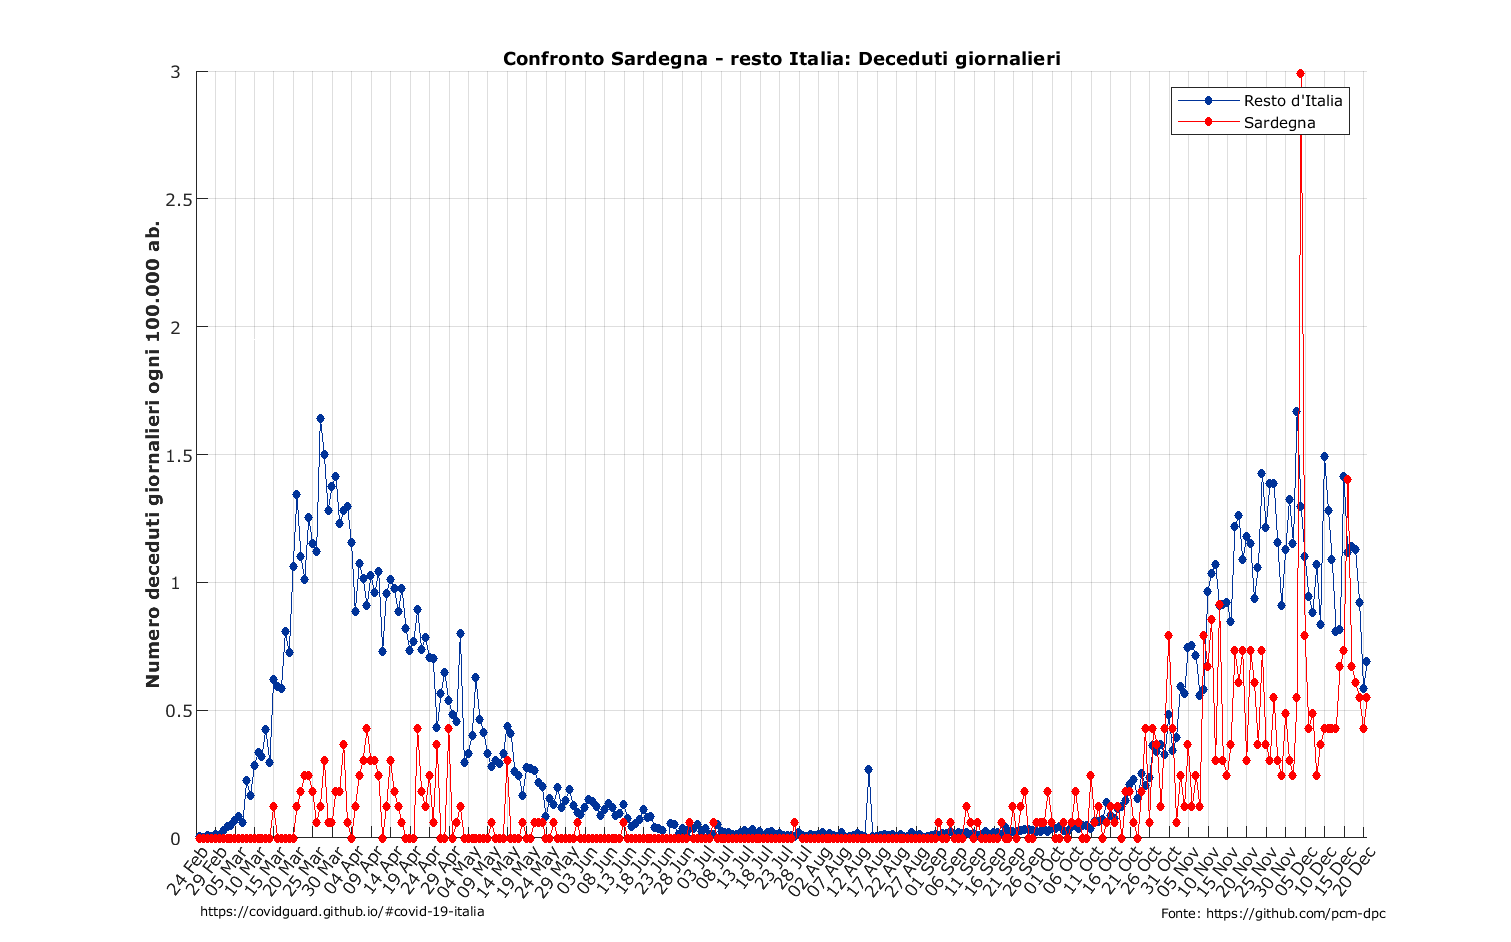 Confronto Sardegna - resto Italia: Deceduti giornalieri
Numero deceduti giornalieri ogni 100.000 ab.
3
2.5
2
1.5
1
0.5
0
Resto d'Italia
Sardegna
24 Feb
29 Feb
05 Mar
10 Mar
15 Mar
20 Mar
25 Mar
30 Mar
04 Apr
09 Apr
14 Apr
19 Apr
24 Apr
29 Apr
04 May
09 May
14 May
19 May
24 May
29 May
03 Jun
08 Jun
13 Jun
18 Jun
23 Jun
28 Jun
03 Jul
08 Jul
13 Jul
18 Jul
23 Jul
28 Jul
02 Aug
07 Aug
12 Aug
17 Aug
22 Aug
27 Aug
01 Sep
06 Sep
11 Sep
16 Sep
21 Sep
26 Sep
01 Oct
06 Oct
11 Oct
16 Oct
21 Oct
26 Oct
31 Oct
05 Nov
10 Nov
15 Nov
20 Nov
25 Nov
30 Nov
05 Dec
10 Dec
15 Dec
20 Dec
https://covidguard.github.io/#covid-19-italia
Fonte: https://github.com/pcm-dpc